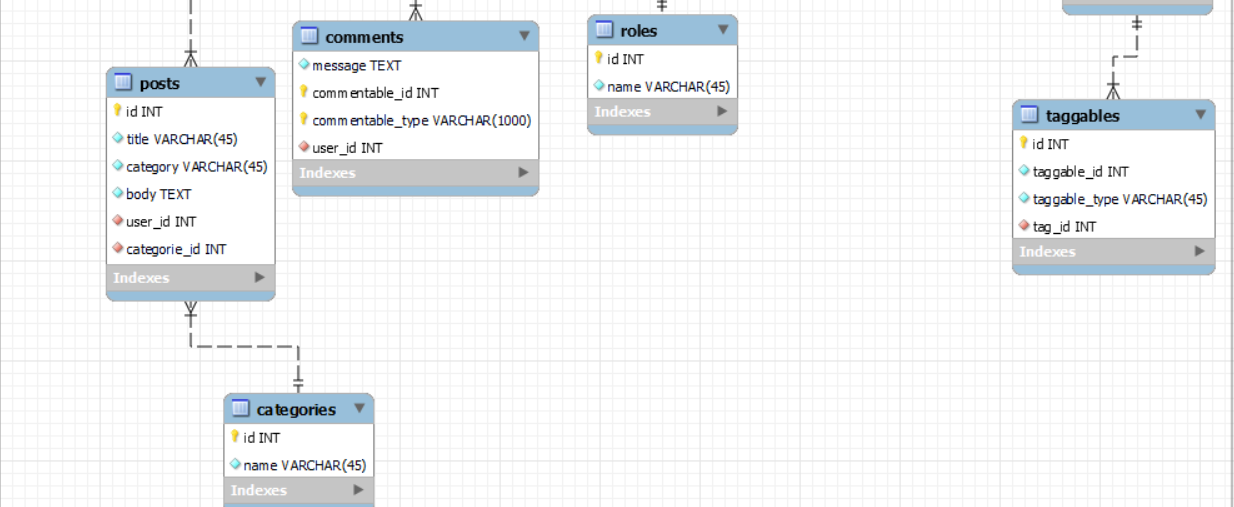 comments
message TEXT
commentable_id INT
commentable_type VARCHAR(1000)
user_id INT
Indexes
roles
id INT
name VARCHAR(45)
Indexes
posts
id INT
title VARCHAR(45)
category VARCHAR(45)
body TEXT
user_id INT
categorie_id INT
Indexes
taggables
id INT
taggable_id INT
taggable_type VARCHAR(45)
tag_id INT
Indexes
categories
id INT
name VARCHAR(45)
Indexes